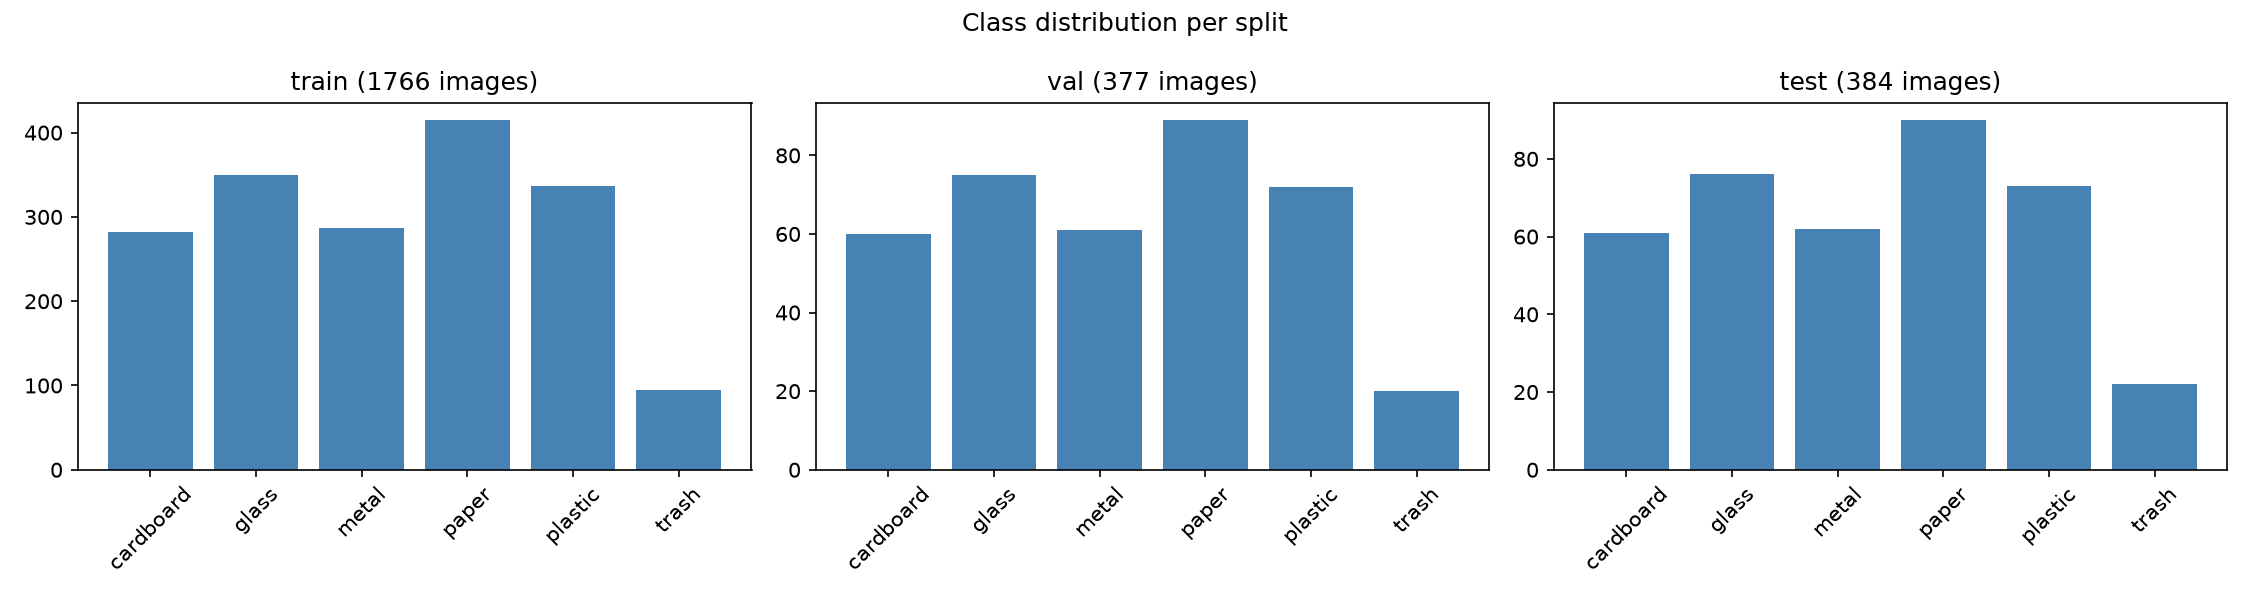 Class distribution per split
train (1766 images)
400
300
200
100
0
cardboard
glass
metal
paper
plastic
trash
val (377 images)
80
60
40
20
0
cardboard
glass
metal
paper
plastic
trash
test (384 images)
80
60
40
20
0
cardboard
glass
metal
paper
plastic
trash